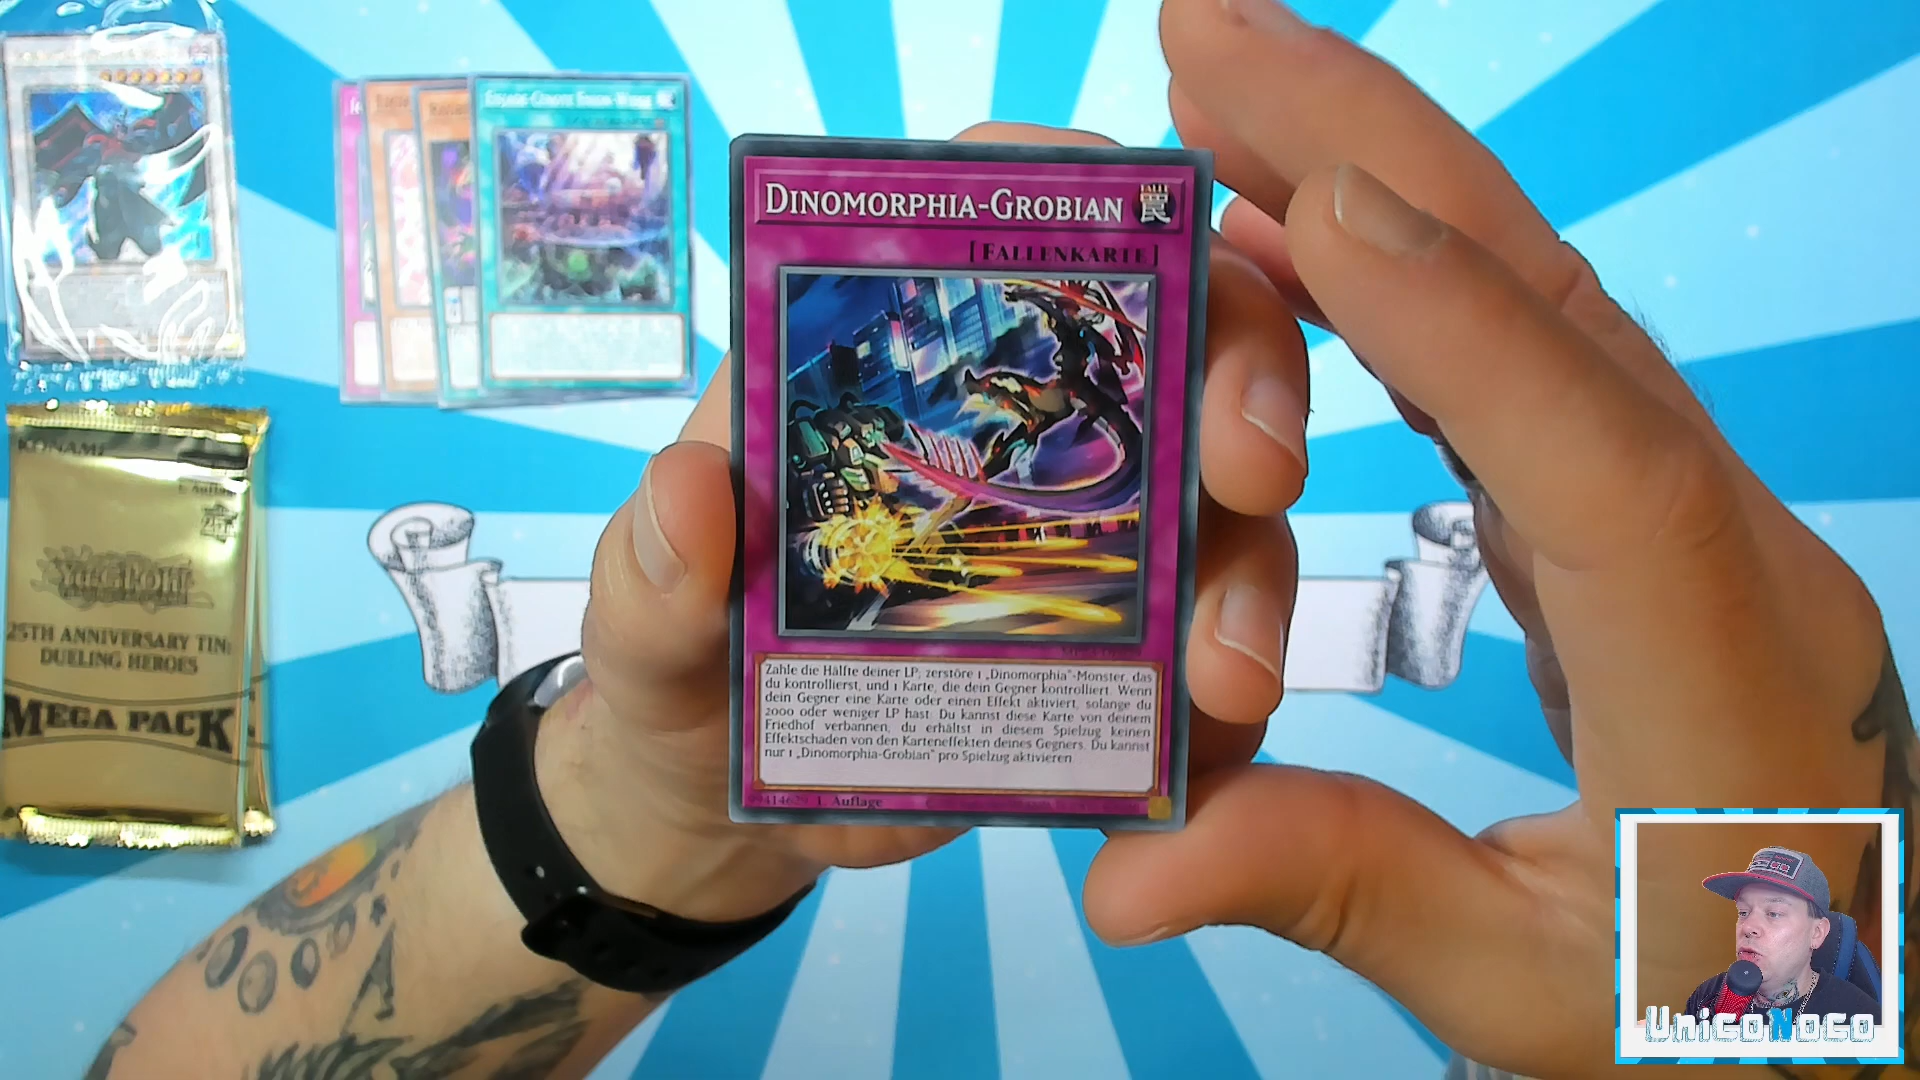 DINOMORPHIA-GROBIAN
FALLE
罠
[FALLENKARTE]
Zahle die Hälfte deiner LP; zerstöre 1 „Dinomorphia“-Monster, das
du kontrollierst, und 1 Karte, die dein Gegner kontrolliert. Wenn
dein Gegner eine Karte oder einen Effekt aktiviert, solange du
2000 oder weniger LP hast: Du kannst diese Karte von deinem
Friedhof verbannen; du erhältst in diesem Spielzug keinen
Effektschaden von den Karteneffekten deines Gegners. Du kannst
nur 1 „Dinomorphia-Grobian“ pro Spielzug aktivieren.
1. Auflage
KONAMI
Yu-Gi-Oh!
25TH ANNIVERSARY TIN:
DUELING HEROES
MEGA PACK
UnicoNoco